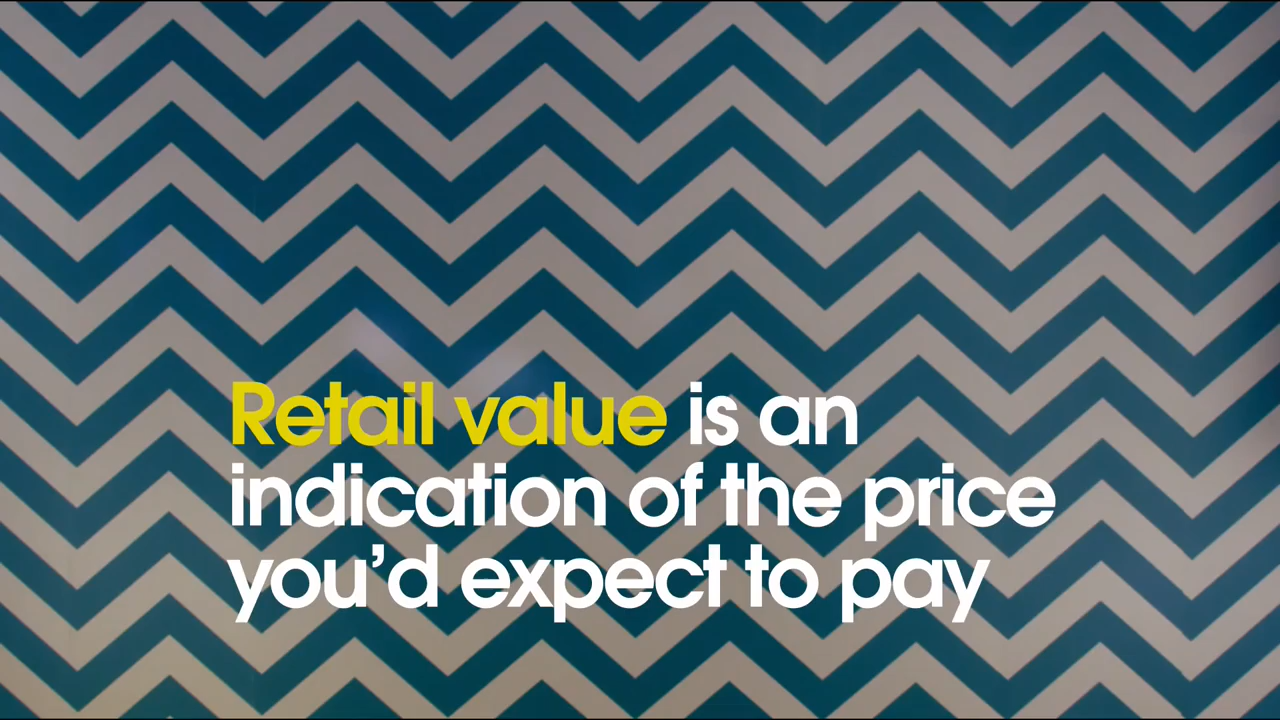 Retail value is an
indication of the price
you’d expect to pay